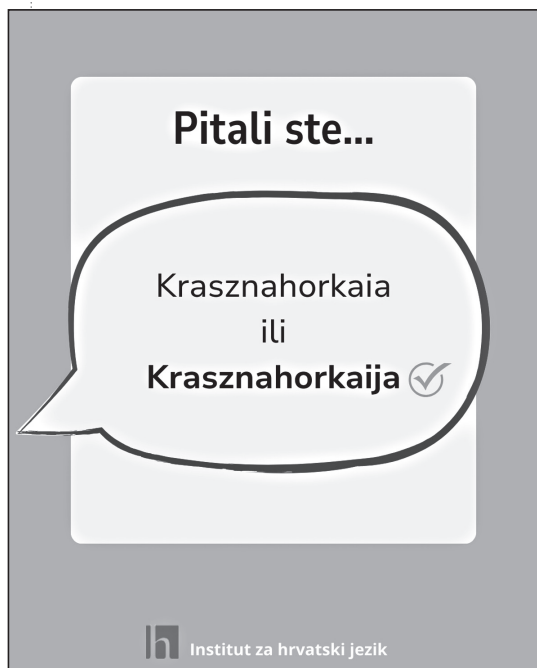 Pitali ste...
Krasznahorkaia
ili
Krasznahorkaija
Institut za hrvatski jezik